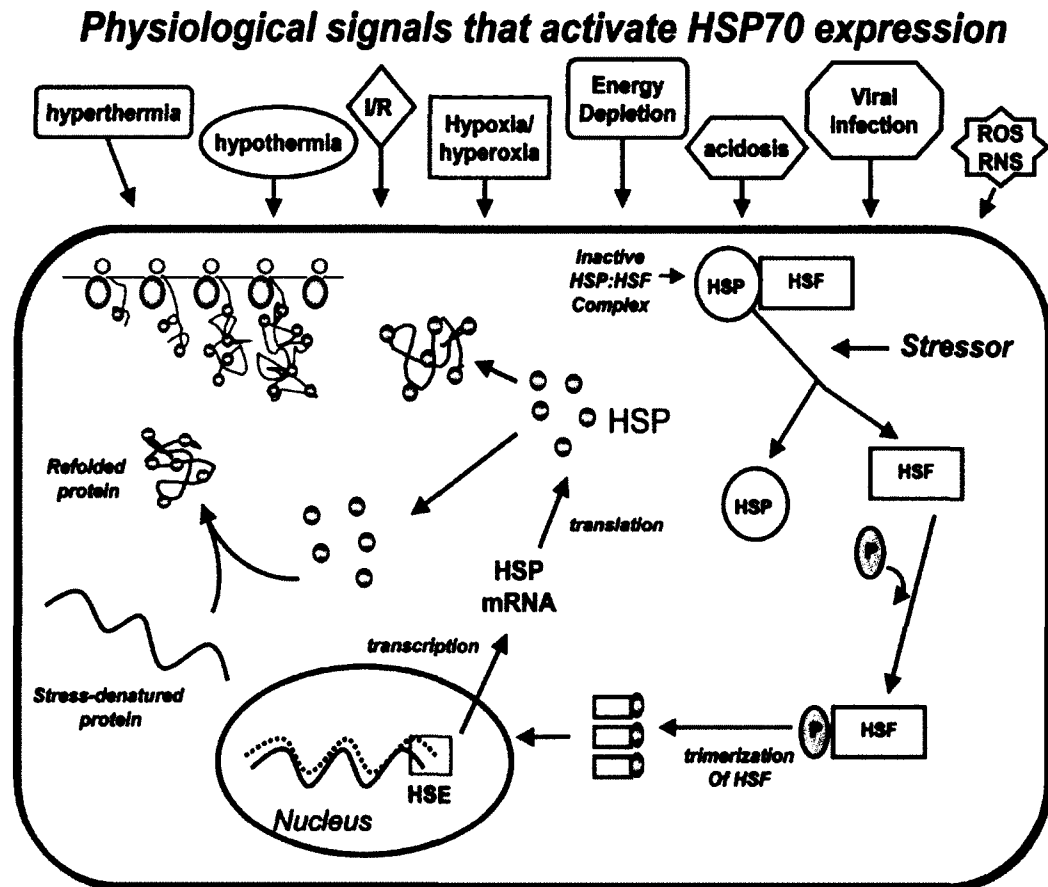 Physiological signals that activate HSP70 expression
hyperthermia
hypothermia
I/R
Hypoxia/
hyperoxia
Energy
Depletion
acidosis
Viral
Infection
ROS
RNS
Inactive
HSP:HSF
Complex
HSP
HSF
Stressor
HSP
HSF
P
P
HSF
trimerization
Of HSF
HSP
translation
HSP
mRNA
transcription
Refolded
protein
Stress-denatured
protein
HSE
Nucleus